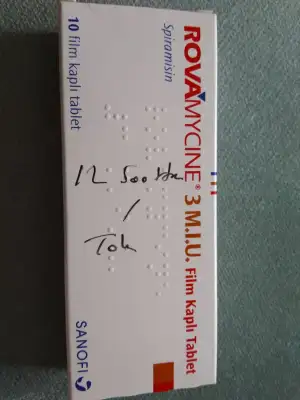 ROVAMYCINE® 3 M.I.U. Film Kaplı Tablet
Spiramisin
10 film kaplı tablet
SANOFI
12 500
/
Tok